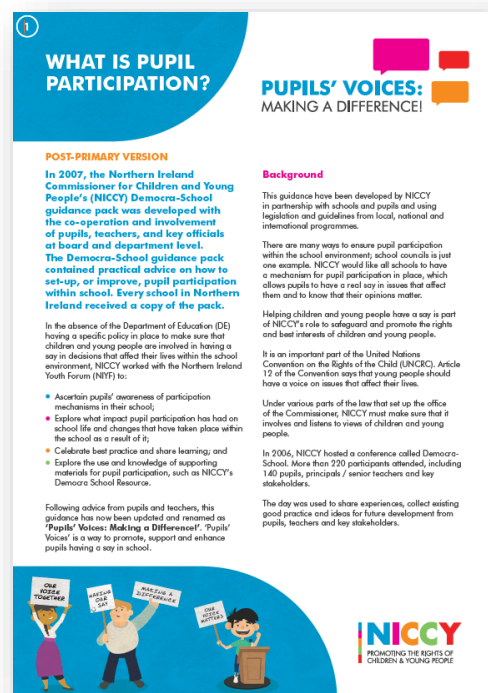 1
WHAT IS PUPIL
PARTICIPATION?
PUPILS’ VOICES:
MAKING A DIFFERENCE!
POST-PRIMARY VERSION
In 2007, the Northern Ireland
Commissioner for Children and Young
People’s (NICCY) Democra-School
guidance pack was developed with
the co-operation and involvement
of pupils, teachers, and key officials
at board and department level.
The Democra-School guidance pack
contained practical advice on how to
set-up, or improve, pupil participation
within school. Every school in Northern
Ireland received a copy of the pack.
In the absence of the Department of Education (DE)
having a specific policy in place to make sure that
children and young people are involved in having a
say in decisions that affect their lives within the school
environment, NICCY worked with the Northern Ireland
Youth Forum (NIYF) to:
• Ascertain pupils’ awareness of participation
mechanisms in their school;
• Explore what impact pupil participation has had on
school life and changes that have taken place within
the school as a result of it;
• Celebrate best practice and share learning; and
• Explore the use and knowledge of supporting
materials for pupil participation, such as NICCY’s
Democra School Resource.
Following advice from pupils and teachers, this
guidance has now been updated and renamed as
‘Pupils’ Voices: Making a Difference!’. ‘Pupils’
Voices’ is a way to promote, support and enhance
pupils having a say in school.
Background
This guidance have been developed by NICCY
in partnership with schools and pupils and using
legislation and guidelines from local, national and
international programmes.
There are many ways to ensure pupil participation
within the school environment; school councils is just
one example. NICCY would like all schools to have
a mechanism for pupil participation in place, which
allows pupils to have a real say in issues that affect
them and to know that their opinions matter.
Helping children and young people have a say is part
of NICCY’s role to safeguard and promote the rights
and best interests of children and young people.
It is an important part of the United Nations
Convention on the Rights of the Child (UNCRC). Article
12 of the Convention says that young people should
have a voice on issues that affect their lives.
Under various parts of the law that set up the office
of the Commissioner, NICCY must make sure that it
involves and listens to views of children and young
people.
In 2006, NICCY hosted a conference called Democra-
School. More than 220 participants attended, including
140 pupils, principals / senior teachers and key
stakeholders.
The day was used to share experiences, collect existing
good practice and ideas for future development from
pupils, teachers and key stakeholders.
OUR
VOICE
TOGETHER
HAVING
OUR
SAY
MAKING A
DIFFERENCE
OUR
VOICE
MATTERS
NICCY
PROMOTING THE RIGHTS OF
CHILDREN & YOUNG PEOPLE